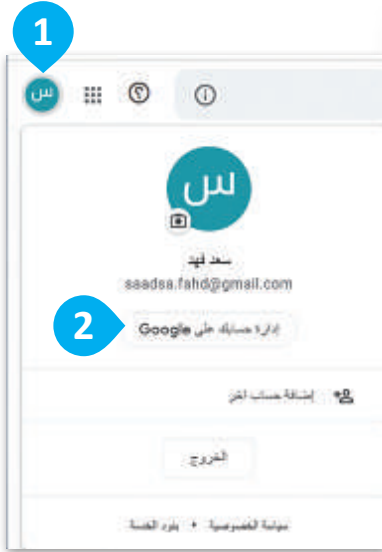 1
س
س
سعد فهد
saadsa.fahd@gmail.com
2
إدارة حسابك على Google
إضافة حساب آخر
الخروج
سياسة الخصوصية • بنود الخدمة